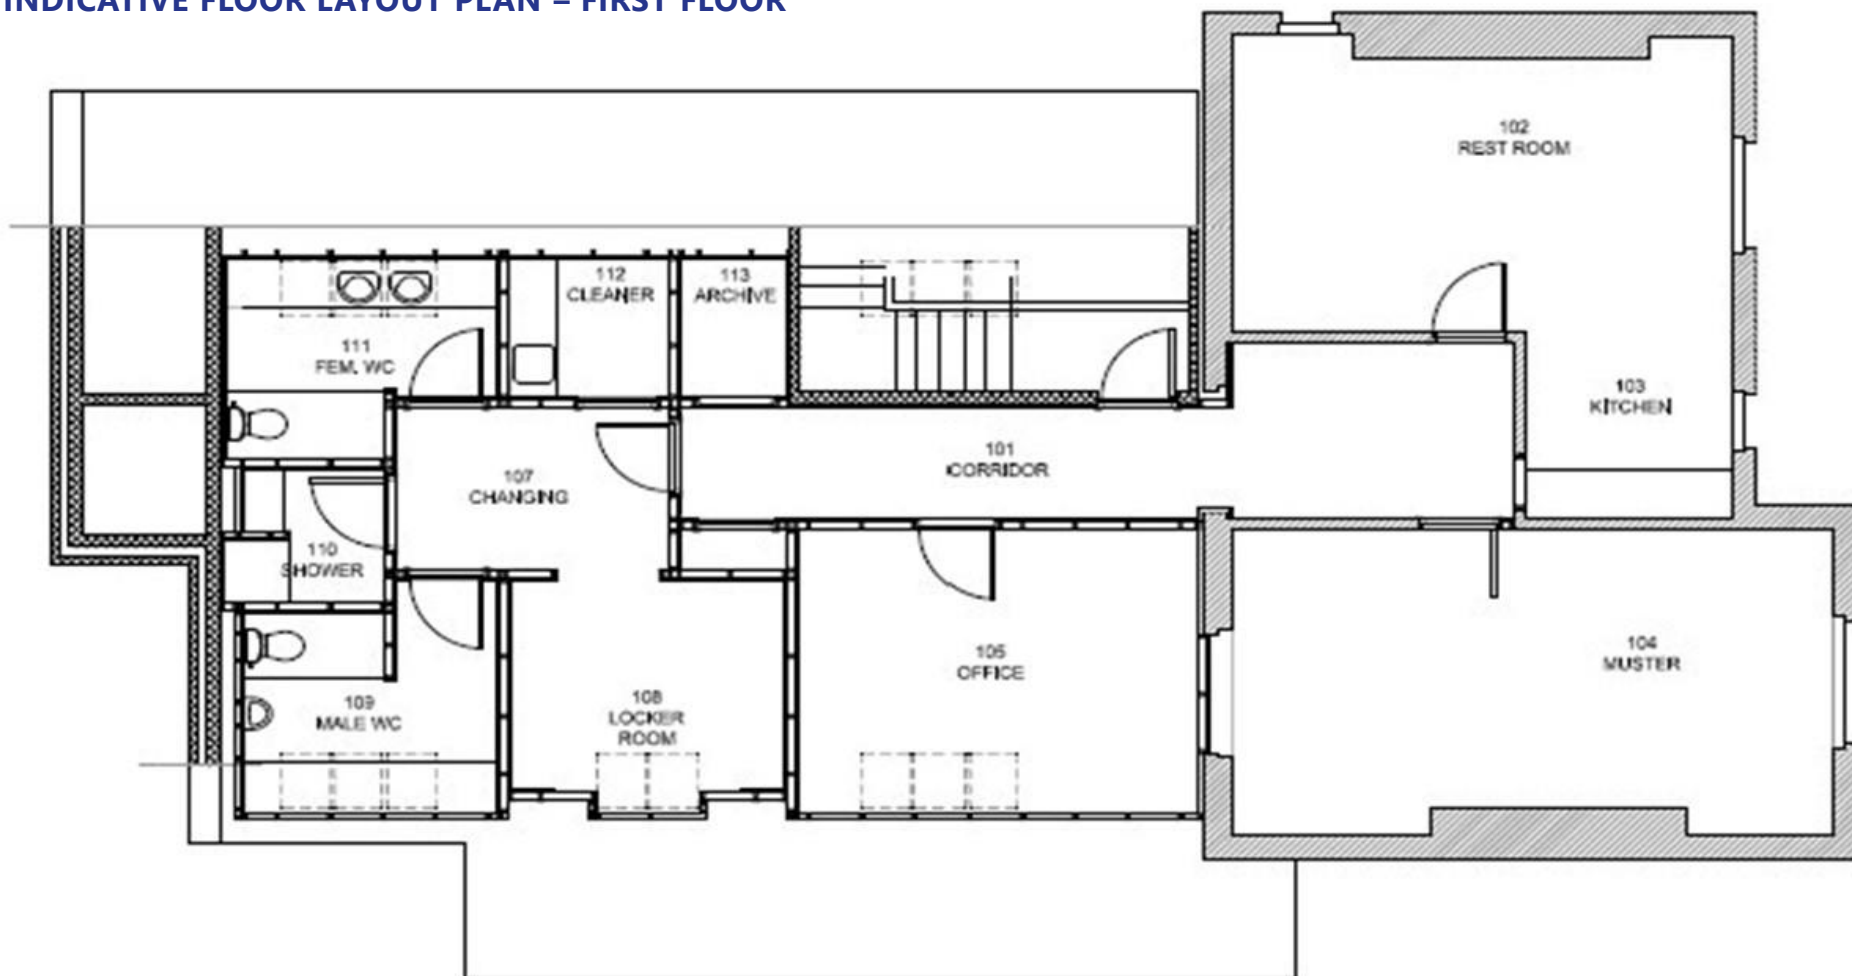 INDICATIVE FLOOR LAYOUT PLAN – FIRST FLOOR
102
REST ROOM
112
CLEANER
113
ARCHIVE
111
FEM. WC
103
KITCHEN
101
CORRIDOR
107
CHANGING
110
SHOWER
104
MUSTER
105
OFFICE
109
MALE WC
108
LOCKER
ROOM